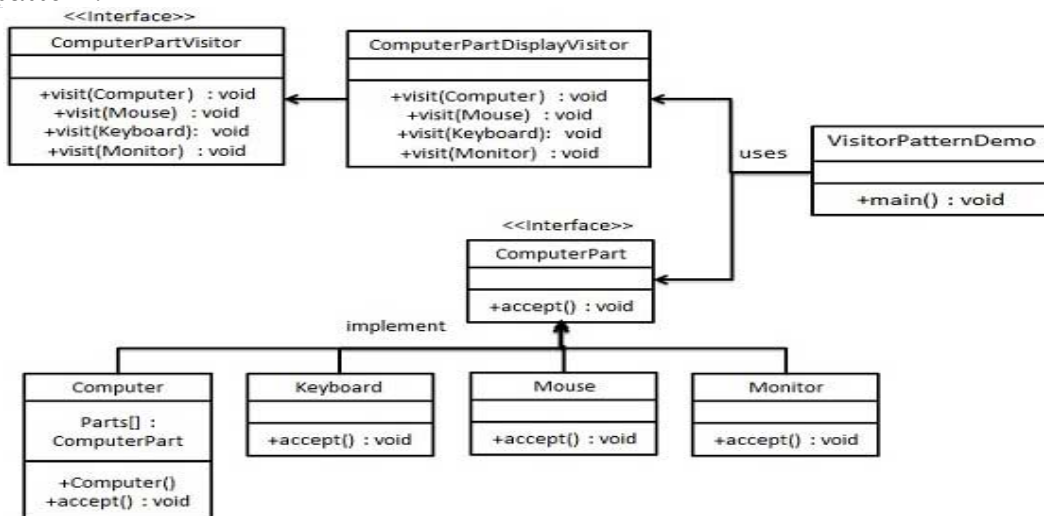 <<Interface>>
ComputerPartVisitor
+visit(Computer) : void
+visit(Mouse) : void
+visit(Keyboard): void
+visit(Monitor) : void
ComputerPartDisplayVisitor
+visit(Computer) : void
+visit(Mouse) : void
+visit(Keyboard): void
+visit(Monitor) : void
uses
VisitorPatternDemo
+main() : void
<<Interface>>
ComputerPart
+accept() : void
implement
Computer
Parts[] :
ComputerPart
+Computer()
+accept() : void
Keyboard
+accept() : void
Mouse
+accept() : void
Monitor
+accept() : void